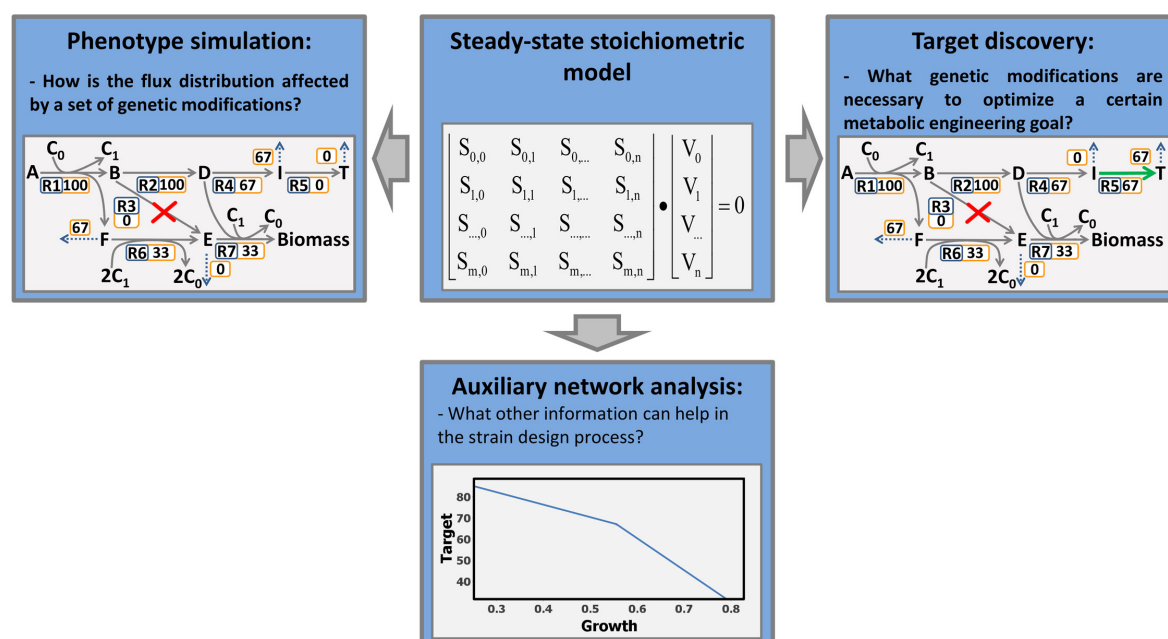 Phenotype simulation:
- How is the flux distribution affected
by a set of genetic modifications?
C0 C1 67 0
A B D I T
R1 100 R2 100 R4 67 R5 0
R3
0
C1 C0
67 F E Biomass
R6 33 R7 33
0
2C1 2C0
Steady-state stoichiometric
model
S0,0 S0,1 S0,... S0,n V0
S1,0 S1,1 S1,... S1,n V1
• = 0
S...,0 S...,1 S...,... S...,n V...
Sm,0 Sm,1 Sm,... Sm,n Vn
Target discovery:
- What genetic modifications are
necessary to optimize a certain
metabolic engineering goal?
C0 C1 0 67
A B D I T
R1 100 R2 100 R4 67 R5 67
R3
0
C1 C0
67 F E Biomass
R6 33 R7 33
0
2C1 2C0
Auxiliary network analysis:
- What other information can help in
the strain design process?
Target
80
70
60
50
40
0.3 0.4 0.5 0.6 0.7 0.8
Growth